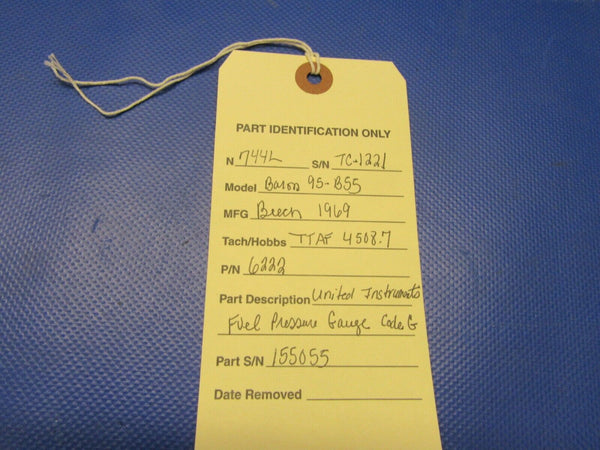 PART IDENTIFICATION ONLY
N 744L S/N TC-1221
Model Baron 95-B55
MFG Beech 1969
Tach/Hobbs TTAF 4508.7
P/N 6222
Part Description United Instruments
Fuel Pressure Gauge Code G
Part S/N 155055
Date Removed